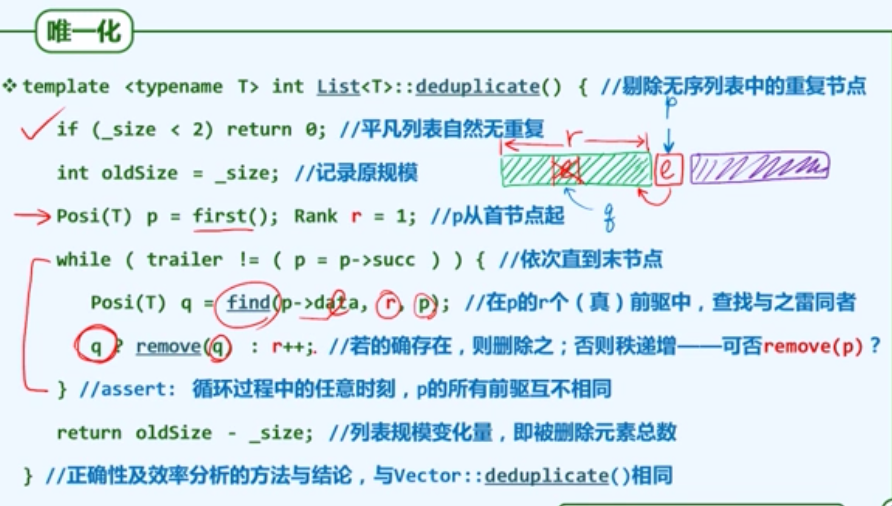 唯一化
❖ template <typename T> int List<T>::deduplicate() { //剔除无序列表中的重复节点
p
if (_size < 2) return 0; //平凡列表自然无重复
r
int oldSize = _size; //记录原规模
e e
Posi(T) p = first(); Rank r = 1; //p从首节点起
q
while ( trailer != ( p = p->succ ) ) { //依次直到末节点
Posi(T) q = find(p->data, r, p); //在p的r个（真）前驱中，查找与之雷同者
e
q ? remove(q) : r++; //若的确存在，则删除之；否则秩递增——可否remove(p)？
} //assert: 循环过程中的任意时刻，p的所有前驱互不相同
return oldSize - _size; //列表规模变化量，即被删除元素总数
} //正确性及效率分析的方法与结论，与Vector::deduplicate()相同